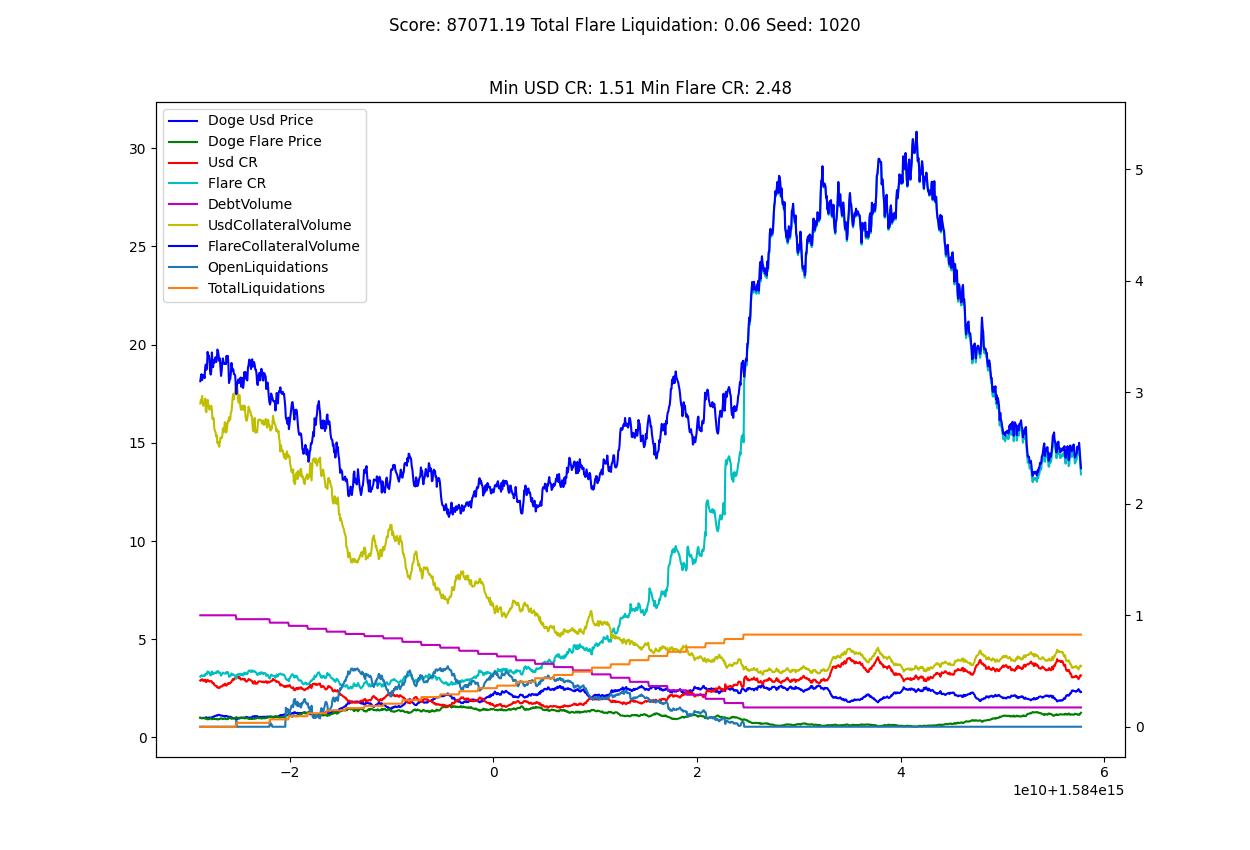 Score: 87071.19 Total Flare Liquidation: 0.06 Seed: 1020
Min USD CR: 1.51 Min Flare CR: 2.48
Doge Usd Price
Doge Flare Price
Usd CR
Flare CR
DebtVolume
UsdCollateralVolume
FlareCollateralVolume
OpenLiquidations
TotalLiquidations
30
25
20
15
10
5
0
5
4
3
2
1
0
−2
0
2
4
6
1e10+1.584e15